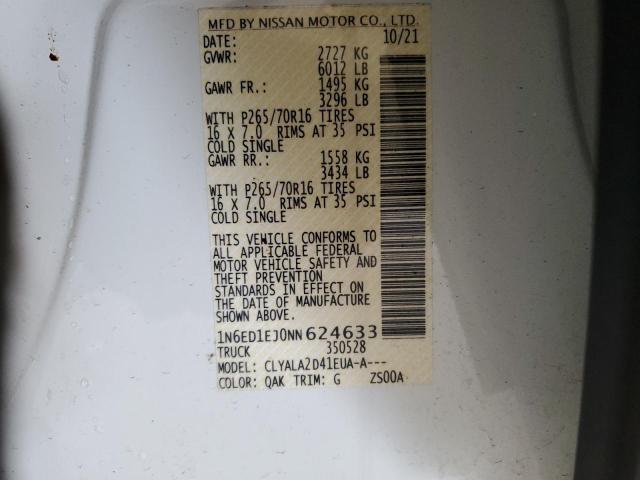 MFD BY NISSAN MOTOR CO., LTD.
DATE: 10/21
GVWR: 2727 KG
6012 LB
GAWR FR.: 1495 KG
3296 LB
WITH P265/70R16 TIRES
16 X 7.0 RIMS AT 35 PSI
COLD SINGLE
GAWR RR.: 1558 KG
3434 LB
WITH P265/70R16 TIRES
16 X 7.0 RIMS AT 35 PSI
COLD SINGLE
THIS VEHICLE CONFORMS TO
ALL APPLICABLE FEDERAL
MOTOR VEHICLE SAFETY AND
THEFT PREVENTION
STANDARDS IN EFFECT ON
THE DATE OF MANUFACTURE
SHOWN ABOVE.
1N6ED1EJ0NN624633
TRUCK 350528
MODEL: CLYALA2D41EUA-A---
COLOR: QAK TRIM: G ZS00A